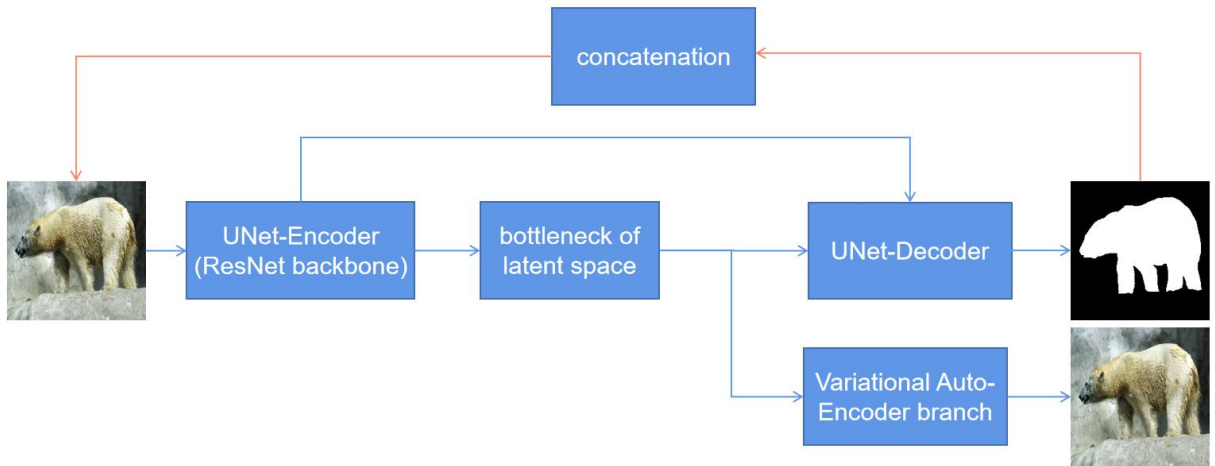 concatenation
UNet-Encoder
(ResNet backbone)
bottleneck of
latent space
UNet-Decoder
Variational Auto-
Encoder branch